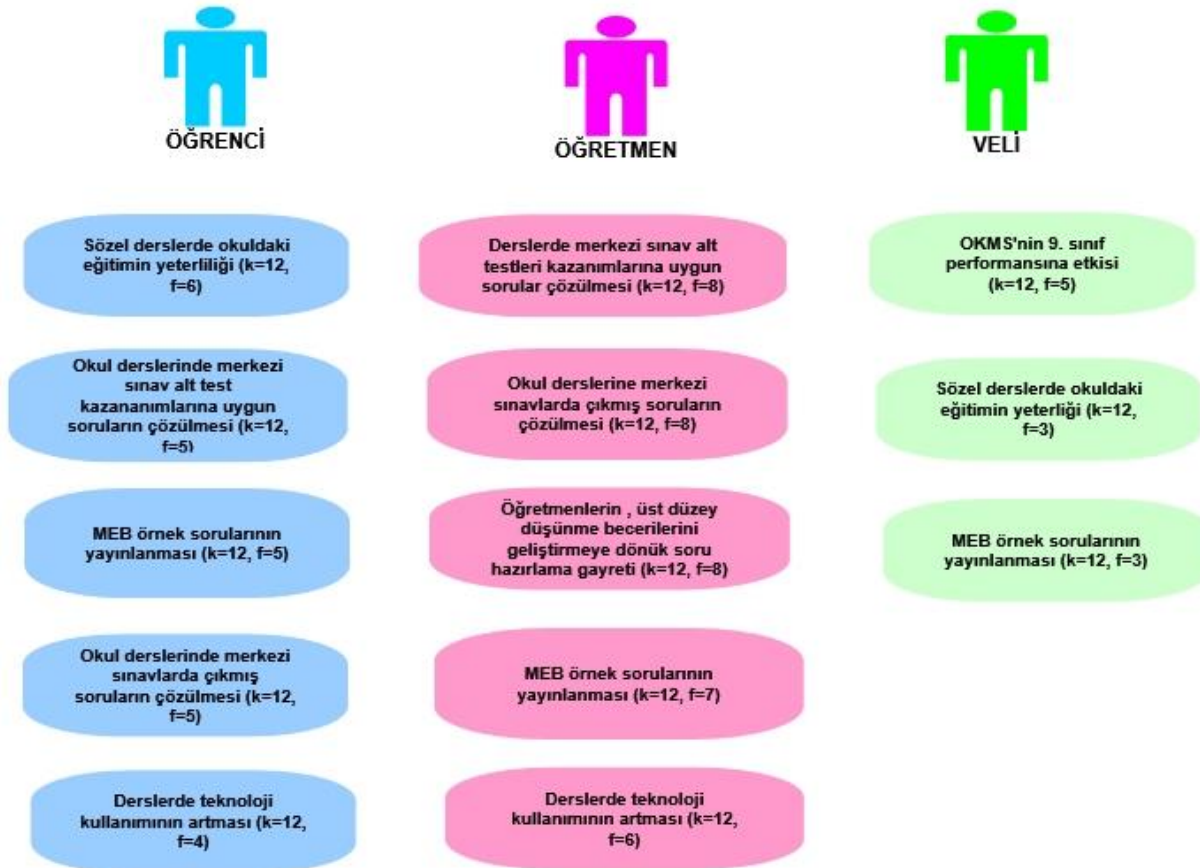 ÖĞRENCİ
Sözel derslerde okuldaki
eğitimin yeterliliği (k=12,
f=6)
Okul derslerinde merkezi
sınav alt test
kazananımlarına uygun
soruların çözülmesi (k=12,
f=5)
MEB örnek sorularının
yayınlanması (k=12, f=5)
Okul derslerinde merkezi
sınavlarda çıkmış
soruların çözülmesi (k=12,
f=5)
Derslerde teknoloji
kullanımının artması (k=12,
f=4)
ÖĞRETMEN
Derslerde merkezi sınav alt
testleri kazanımlarına uygun
sorular çözülmesi (k=12, f=8)
Okul derslerine merkezi
sınavlarda çıkmış soruların
çözülmesi (k=12, f=8)
Öğretmenlerin , üst düzey
düşünme becerilerini
geliştirmeye dönük soru
hazırlama gayreti (k=12, f=8)
MEB örnek sorularının
yayınlanması (k=12, f=7)
Derslerde teknoloji
kullanımının artması (k=12,
f=6)
VELİ
OKMS'nin 9. sınıf
performansına etkisi
(k=12, f=5)
Sözel derslerde okuldaki
eğitimin yeterliği (k=12,
f=3)
MEB örnek sorularının
yayınlanması (k=12, f=3)